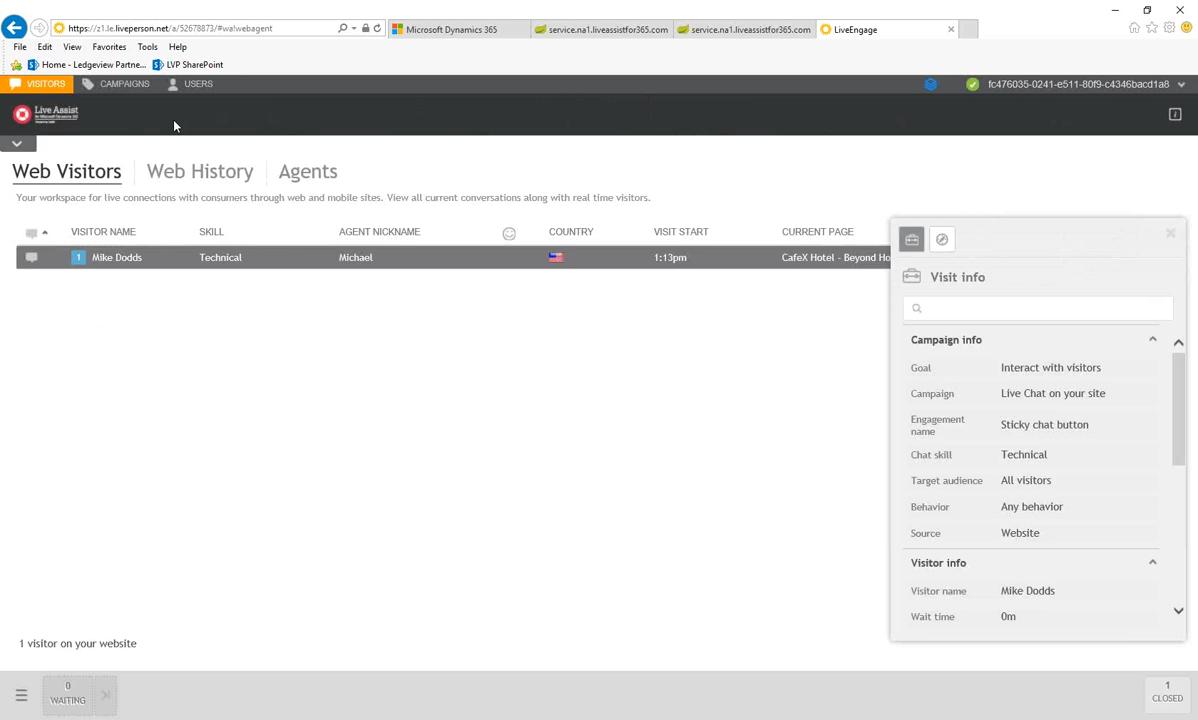 https://z1.le.liveperson.net/a/52678873/#wa!webagent
Microsoft Dynamics 365
service.na1.liveassistfor365.com
service.na1.liveassistfor365.com
LiveEngage
File Edit View Favorites Tools Help
Home - Ledgeview Partne...
LVP SharePoint
VISITORS CAMPAIGNS USERS
fc476035-0241-e511-80f9-c4346bacd1a8
Live Assist
Web Visitors Web History Agents
Your workspace for live connections with consumers through web and mobile sites. View all current conversations along with real time visitors.
VISITOR NAME SKILL AGENT NICKNAME COUNTRY VISIT START CURRENT PAGE
1 Mike Dodds Technical Michael 1:13pm CafeX Hotel - Beyond Ho
Visit info
Campaign info
Goal Interact with visitors
Campaign Live Chat on your site
Engagement
name
Sticky chat button
Chat skill Technical
Target audience All visitors
Behavior Any behavior
Source Website
Visitor info
Visitor name Mike Dodds
Wait time 0m
1 visitor on your website
0
WAITING
1
CLOSED